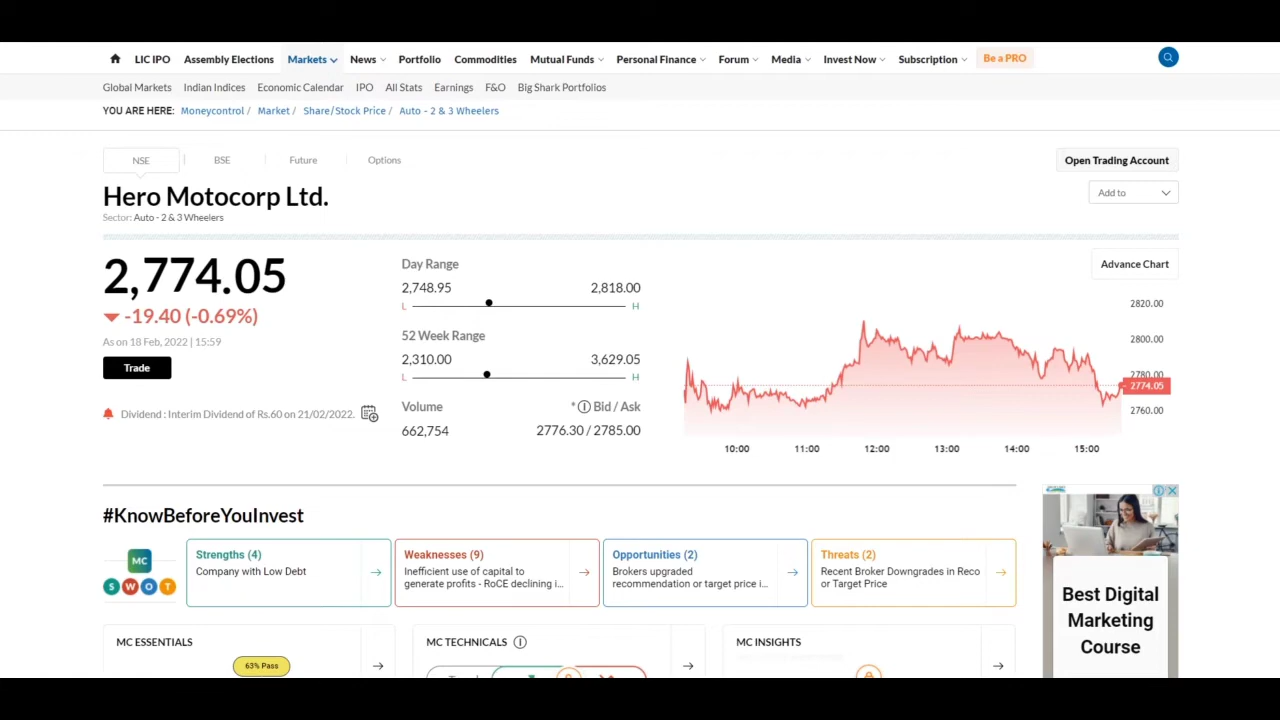 LIC IPO Assembly Elections Markets News Portfolio Commodities Mutual Funds Personal Finance Forum Media Invest Now Subscription Be a PRO
Global Markets Indian Indices Economic Calendar IPO All Stats Earnings F&O Big Shark Portfolios
YOU ARE HERE: Moneycontrol / Market / Share/Stock Price / Auto - 2 & 3 Wheelers
NSE BSE Future Options
Open Trading Account
Hero Motocorp Ltd.
Add to
Sector: Auto - 2 & 3 Wheelers
2,774.05
-19.40 (-0.69%)
As on 18 Feb, 2022 | 15:59
Trade
Dividend : Interim Dividend of Rs.60 on 21/02/2022.
Day Range
2,748.95 2,818.00
L H
52 Week Range
2,310.00 3,629.05
L H
Volume * Bid / Ask
662,754 2776.30 / 2785.00
Advance Chart
2820.00
2800.00
2780.00
2774.05
2760.00
10:00 11:00 12:00 13:00 14:00 15:00
#KnowBeforeYouInvest
MC
S W O T
Strengths (4)
Company with Low Debt
Weaknesses (9)
Inefficient use of capital to
generate profits - RoCE declining i...
Opportunities (2)
Brokers upgraded
recommendation or target price i...
Threats (2)
Recent Broker Downgrades in Reco
or Target Price
MC ESSENTIALS
63% Pass
MC TECHNICALS
MC INSIGHTS
Best Digital
Marketing
Course